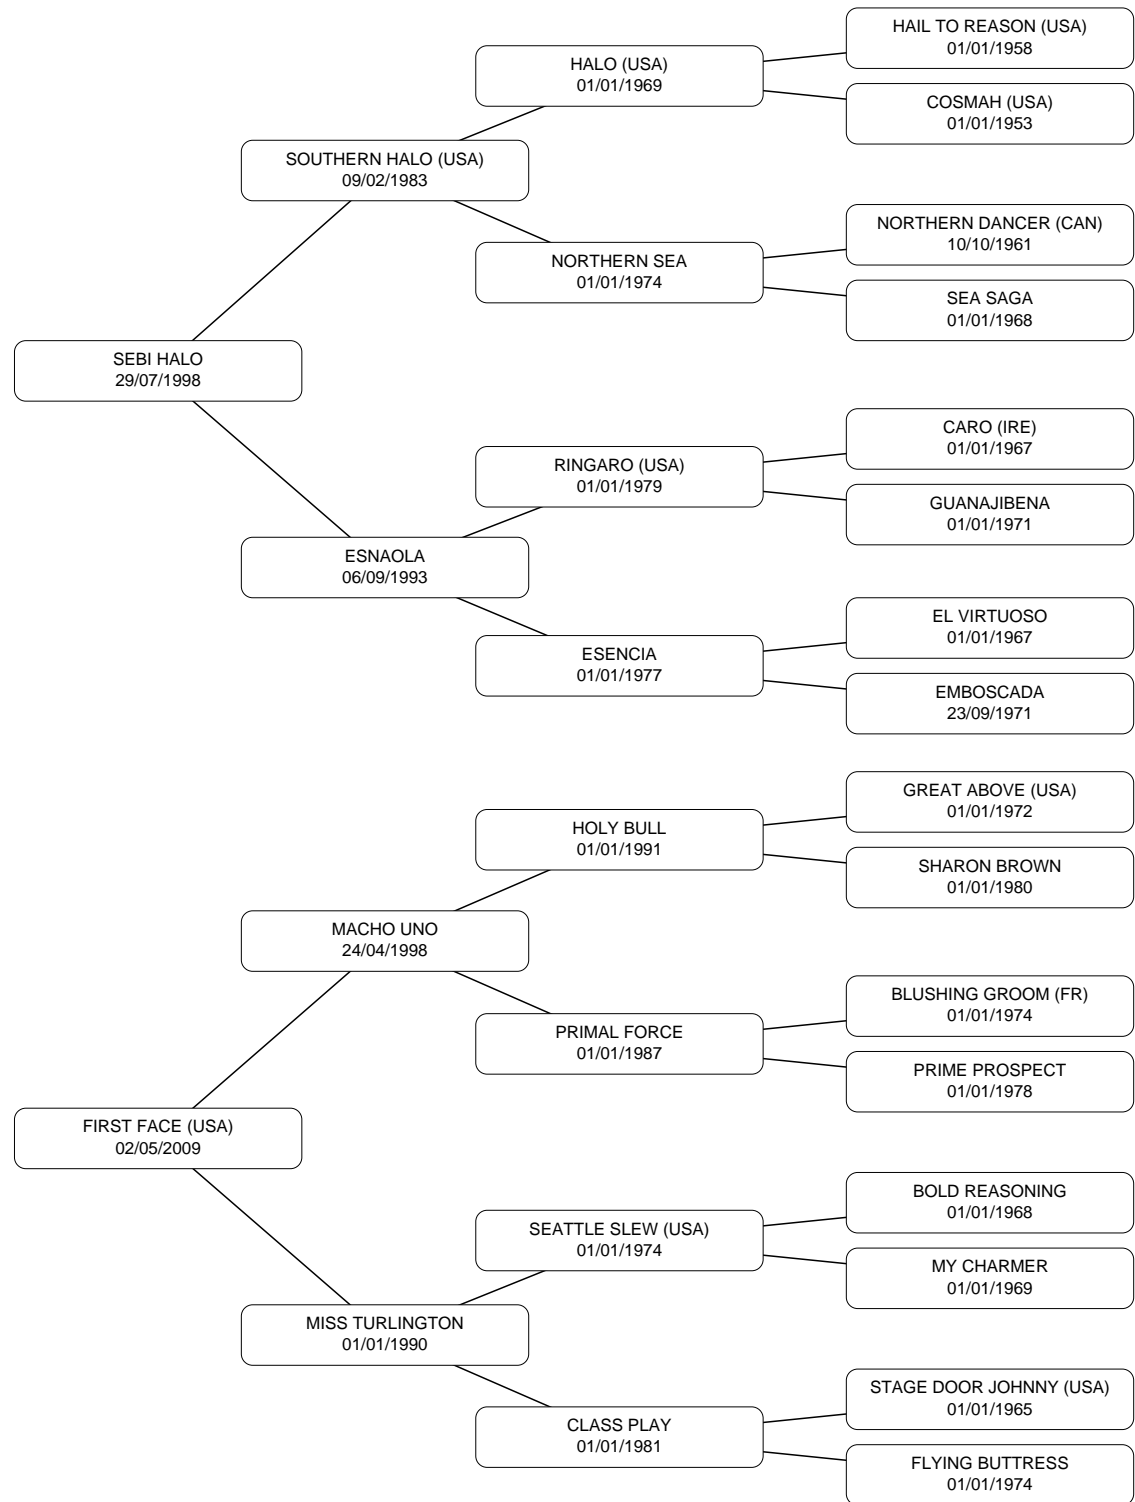 HAIL TO REASON (USA)
01/01/1958
HALO (USA)
01/01/1969
COSMAH (USA)
01/01/1953
SOUTHERN HALO (USA)
09/02/1983
NORTHERN DANCER (CAN)
10/10/1961
NORTHERN SEA
01/01/1974
SEA SAGA
01/01/1968
SEBI HALO
29/07/1998
CARO (IRE)
01/01/1967
RINGARO (USA)
01/01/1979
GUANAJIBENA
01/01/1971
ESNAOLA
06/09/1993
EL VIRTUOSO
01/01/1967
ESENCIA
01/01/1977
EMBOSCADA
23/09/1971
GREAT ABOVE (USA)
01/01/1972
HOLY BULL
01/01/1991
SHARON BROWN
01/01/1980
MACHO UNO
24/04/1998
BLUSHING GROOM (FR)
01/01/1974
PRIMAL FORCE
01/01/1987
PRIME PROSPECT
01/01/1978
FIRST FACE (USA)
02/05/2009
BOLD REASONING
01/01/1968
SEATTLE SLEW (USA)
01/01/1974
MY CHARMER
01/01/1969
MISS TURLINGTON
01/01/1990
STAGE DOOR JOHNNY (USA)
01/01/1965
CLASS PLAY
01/01/1981
FLYING BUTTRESS
01/01/1974